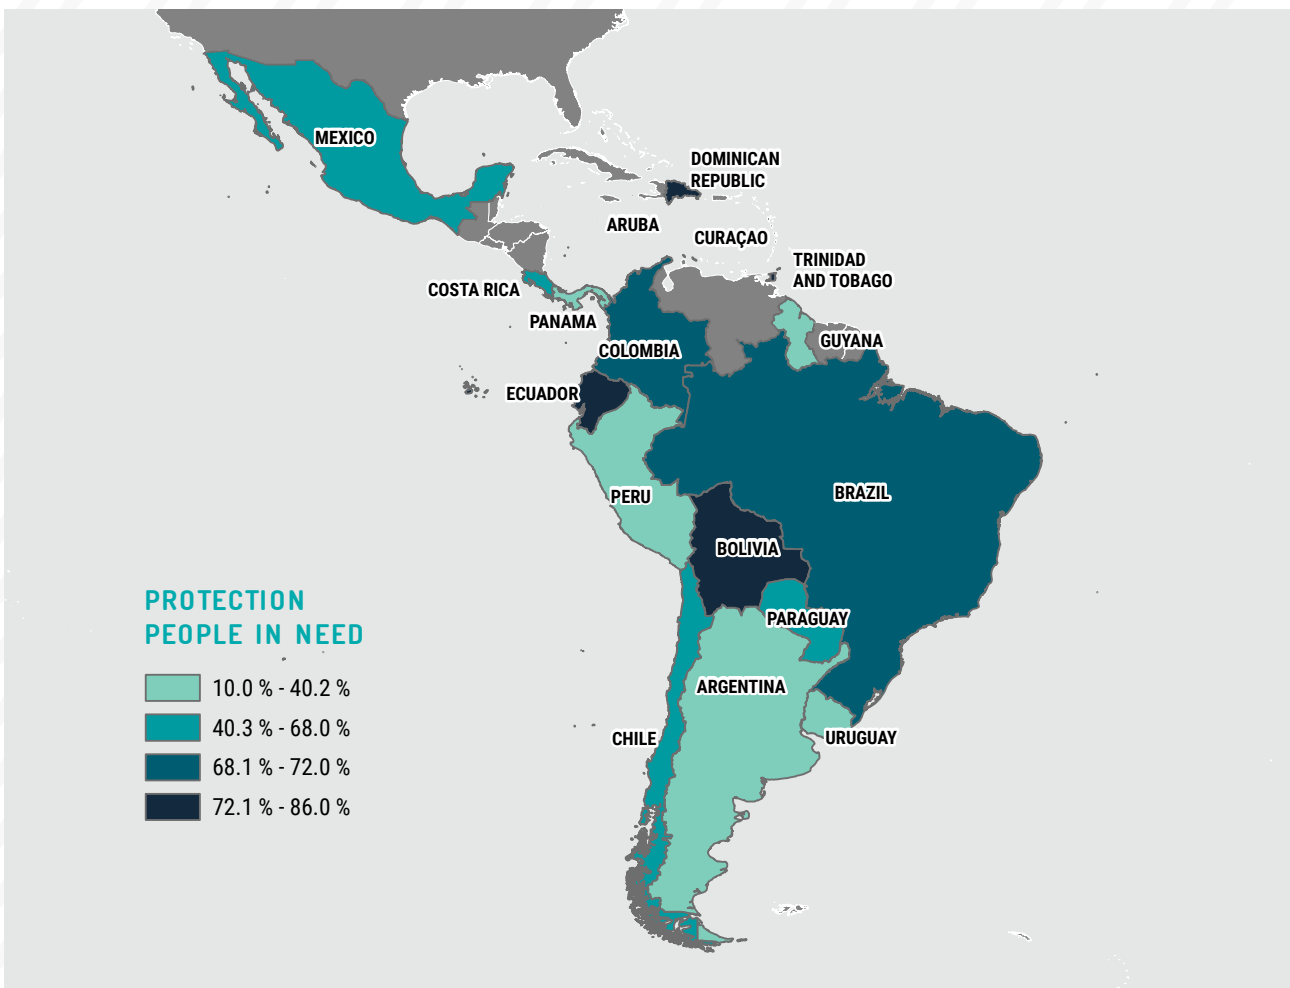 MEXICO
DOMINICAN
REPUBLIC
ARUBA
CURAÇAO
TRINIDAD
AND TOBAGO
COSTA RICA
PANAMA
GUYANA
COLOMBIA
ECUADOR
PERU
BRAZIL
BOLIVIA
PARAGUAY
ARGENTINA
CHILE
URUGUAY
PROTECTION
PEOPLE IN NEED
10.0 % - 40.2 %
40.3 % - 68.0 %
68.1 % - 72.0 %
72.1 % - 86.0 %